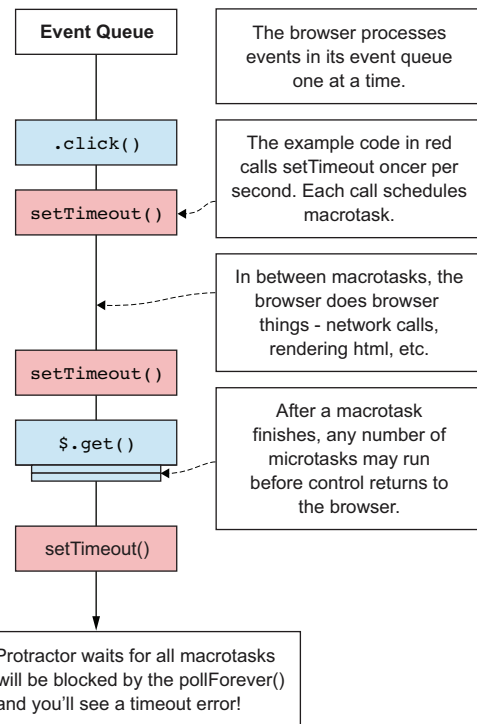 Event Queue
The browser processes
events in its event queue
one at a time.
.click()
The example code in red
calls setTimeout oncer per
second. Each call schedules
macrotask.
setTimeout()
In between macrotasks, the
browser does browser
things - network calls,
rendering html, etc.
setTimeout()
$.get()
After a macrotask
finishes, any number of
microtasks may run
before control returns to
the browser.
setTimeout()
Protractor waits for all macrotasks
will be blocked by the pollForever()
and you'll see a timeout error!